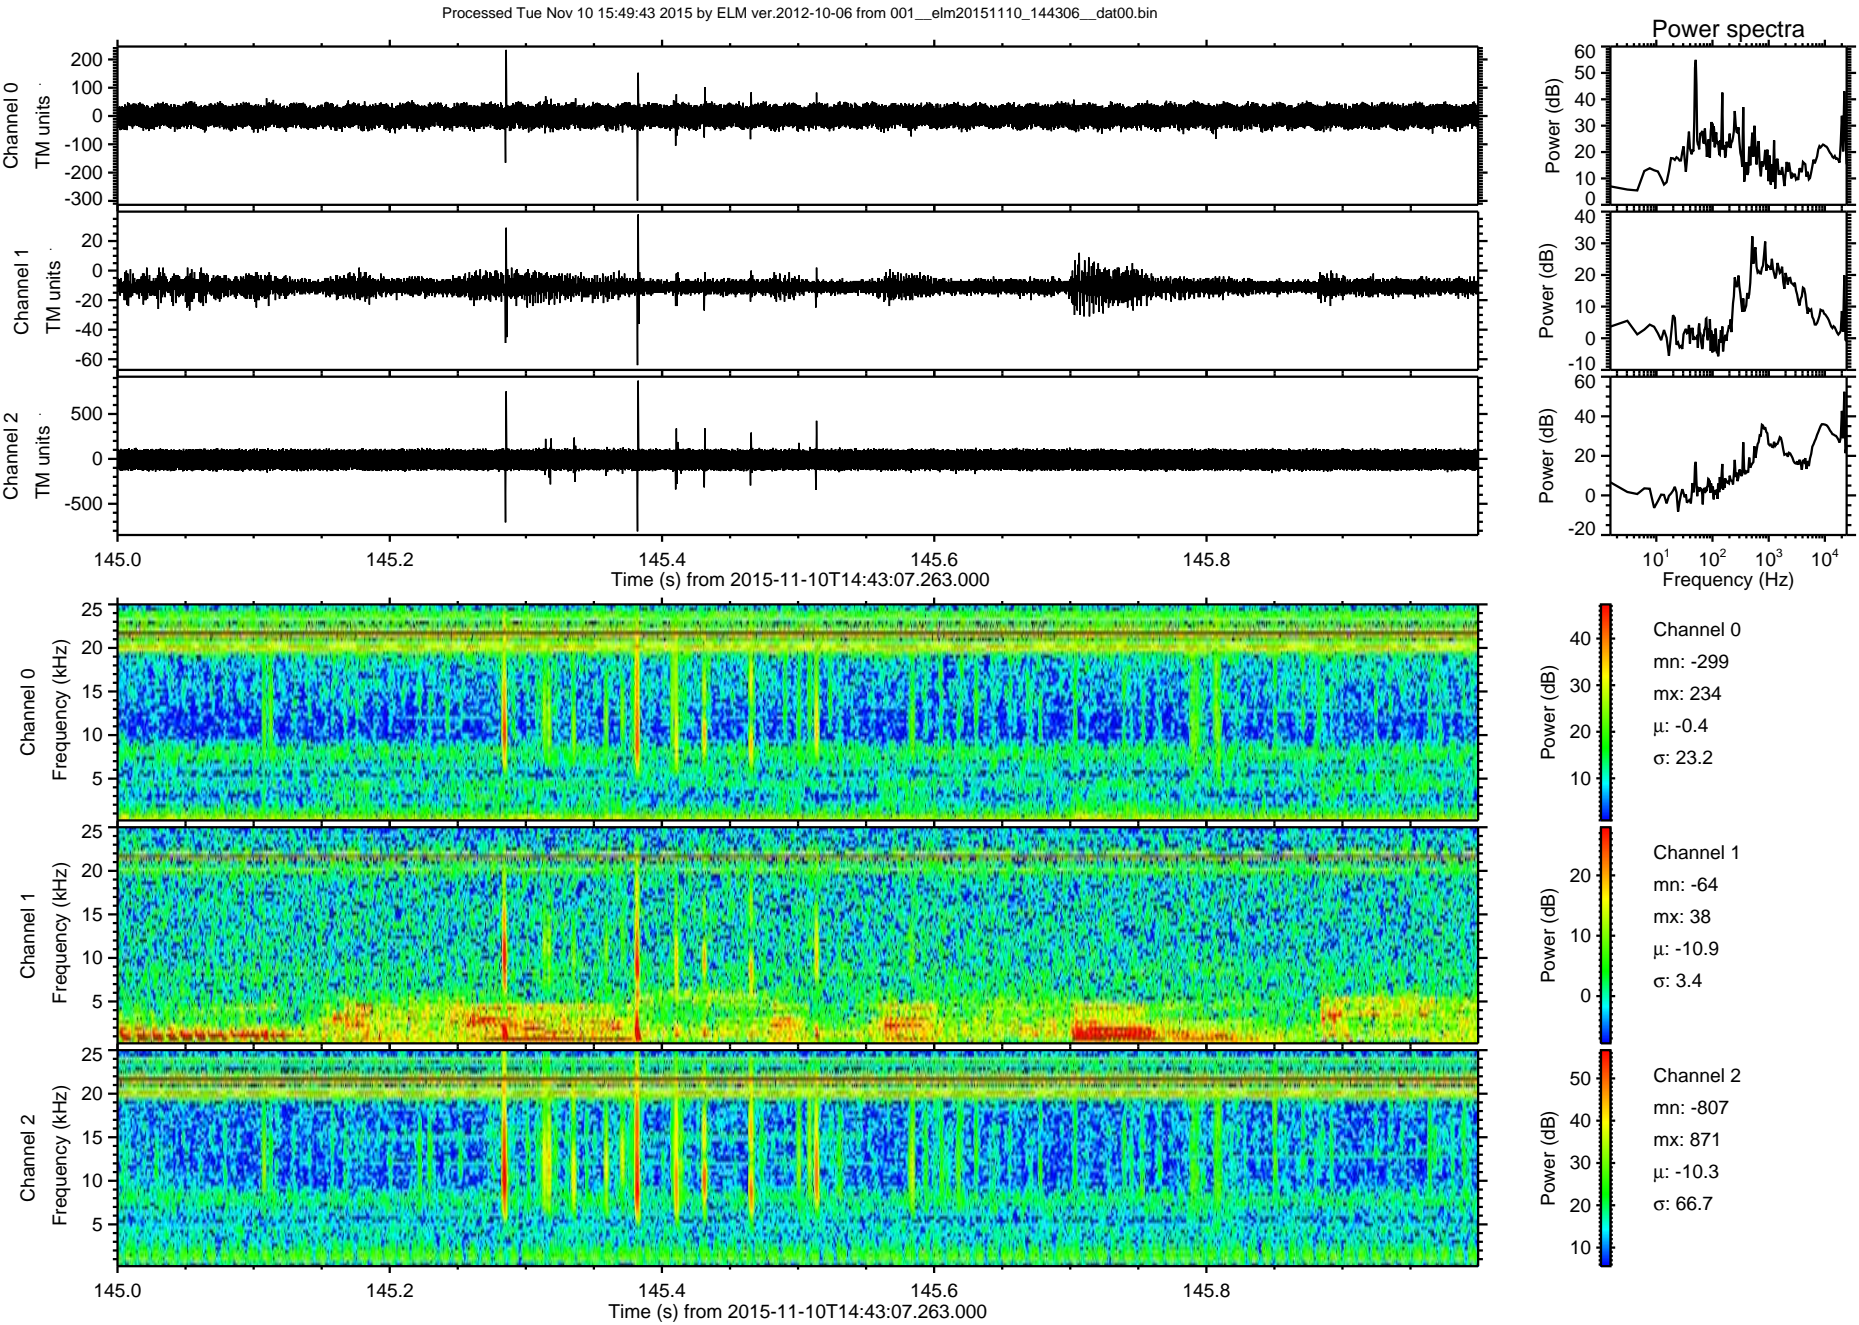 Processed Tue Nov 10 15:49:43 2015 by ELM ver.2012-10-06 from 001__elm20151110_144306__dat00.bin
Power spectra
Channel 0
TM units
200
100
0
-100
-200
-300
Power (dB)
60
50
40
30
20
10
0
Channel 1
TM units
20
0
-20
-40
-60
Power (dB)
40
30
20
10
0
-10
Channel 2
TM units
500
0
-500
Power (dB)
60
40
20
0
-20
145.0 145.2 145.4 145.6 145.8
Time (s) from 2015-11-10T14:43:07.263.000
10^1 10^2 10^3 10^4
Frequency (Hz)
Channel 0
Frequency (kHz)
25
20
15
10
5
Power (dB)
40
30
20
10
Channel 0
mn: -299
mx: 234
μ: -0.4
σ: 23.2
Channel 1
Frequency (kHz)
25
20
15
10
5
Power (dB)
20
10
0
Channel 1
mn: -64
mx: 38
μ: -10.9
σ: 3.4
Channel 2
Frequency (kHz)
25
20
15
10
5
Power (dB)
50
40
30
20
10
Channel 2
mn: -807
mx: 871
μ: -10.3
σ: 66.7
145.0 145.2 145.4 145.6 145.8
Time (s) from 2015-11-10T14:43:07.263.000